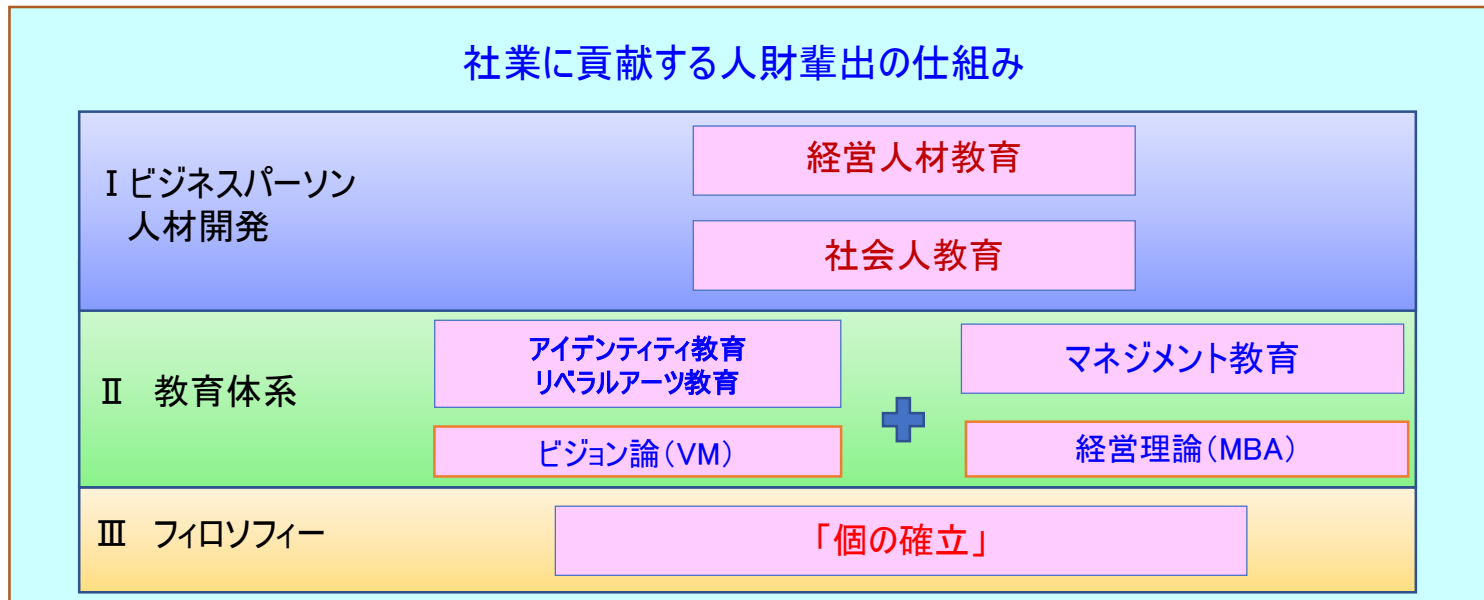 社業に貢献する人財輩出の仕組み
Ⅰビジネスパーソン
人材開発
経営人材教育
社会人教育
Ⅱ 教育体系
アイデンティティ教育
リベラルアーツ教育
ビジョン論（VM）
マネジメント教育
経営理論（MBA）
Ⅲ フィロソフィー
「個の確立」